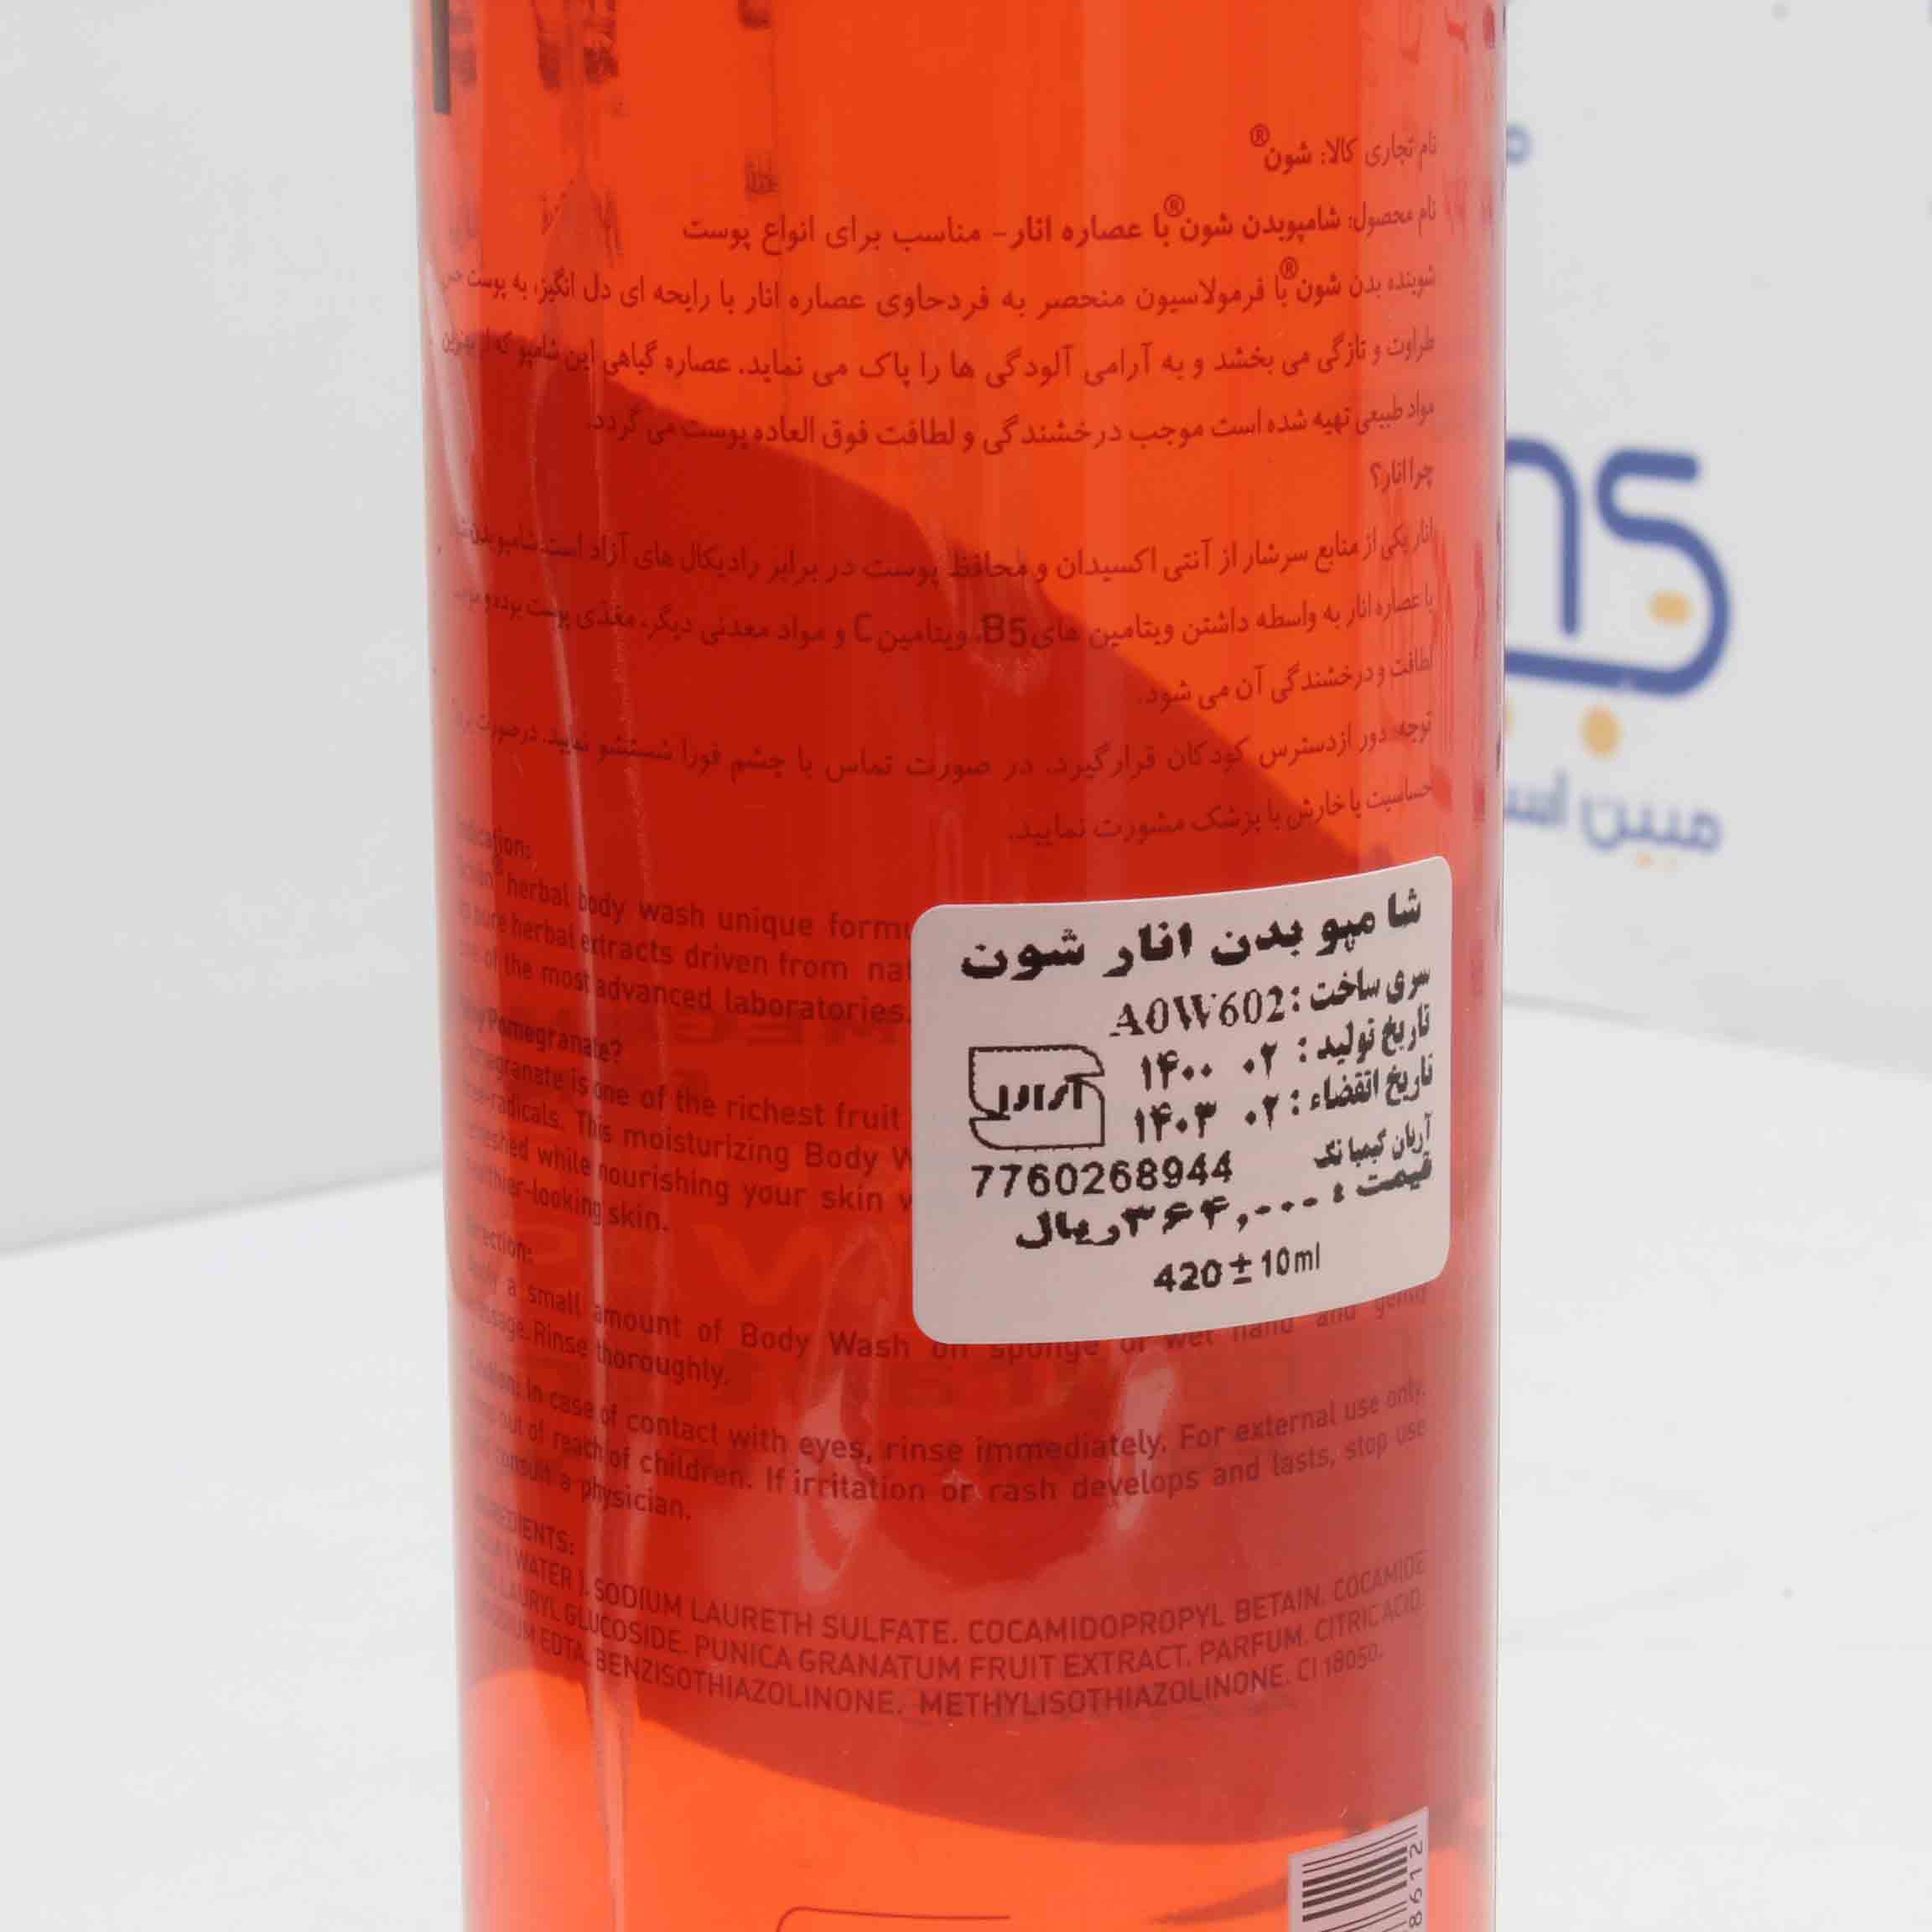 نام تجاری کالا: شون®
نام محصول: شامپوبدن شون® با عصاره انار- مناسب برای انواع پوست
شوینده بدن شون® با فرمولاسیون منحصر به فردحاوی عصاره انار با رایحه ای دل انگیز، به پوست
طراوت و تازگی می بخشد و به آرامی آلودگی ها را پاک می نماید. عصاره گیاهی این شامپو که از بهترین
مواد طبیعی تهیه شده است موجب درخشندگی و لطافت فوق العاده پوست می گردد.
چرا انار؟
انار یکی از منابع سرشار از آنتی اکسیدان و محافظ پوست در برابر رادیکال های آزاد است. شامپوبدن
با عصاره انار به واسطه داشتن ویتامین های B5، ویتامین C و مواد معدنی دیگر، مغذی پوست بوده و
لطافت و درخشندگی آن می شود.
توجه: دور ازدسترس کودکان قرارگیرد. در صورت تماس با چشم فورا شستشو نمایید. درصورت
حساسیت یا خارش با پزشک مشورت نمایید.
Indication:
Schon® herbal body wash unique
pure herbal extracts driven from
one of the most advanced laboratories.
Why Pomegranate?
Pomegranate is one of the richest fruit
free-radicals. This moisturizing Body
refreshed while nourishing your skin
healthier-looking skin.
Direction:
Apply a small amount of Body Wash on sponge or wet hand and
massage. Rinse thoroughly.
Caution: In case of contact with eyes, rinse immediately. For external use only.
Keep out of reach of children. If irritation or rash develops and lasts, stop use
and consult a physician.
INGREDIENTS:
AQUA ( WATER ). SODIUM LAURETH SULFATE. COCAMIDOPROPYL BETAIN. COCAMIDE
LAURYL GLUCOSIDE. PUNICA GRANATUM FRUIT EXTRACT. PARFUM. CITRIC ACID.
EDTA. BENZISOTHIAZOLINONE. METHYLISOTHIAZOLINONE. CI 18050.
شامپو بدن انار شون
سری ساخت : A0W602
تاریخ تولید : ۰۲ ۱۴۰۰
تاریخ انقضاء : ۰۲ ۱۴۰۳
آریان کیمیا تک 7760268944
قیمت : ۳۶۴,۰۰۰ریال
420 ± 10ml
8612